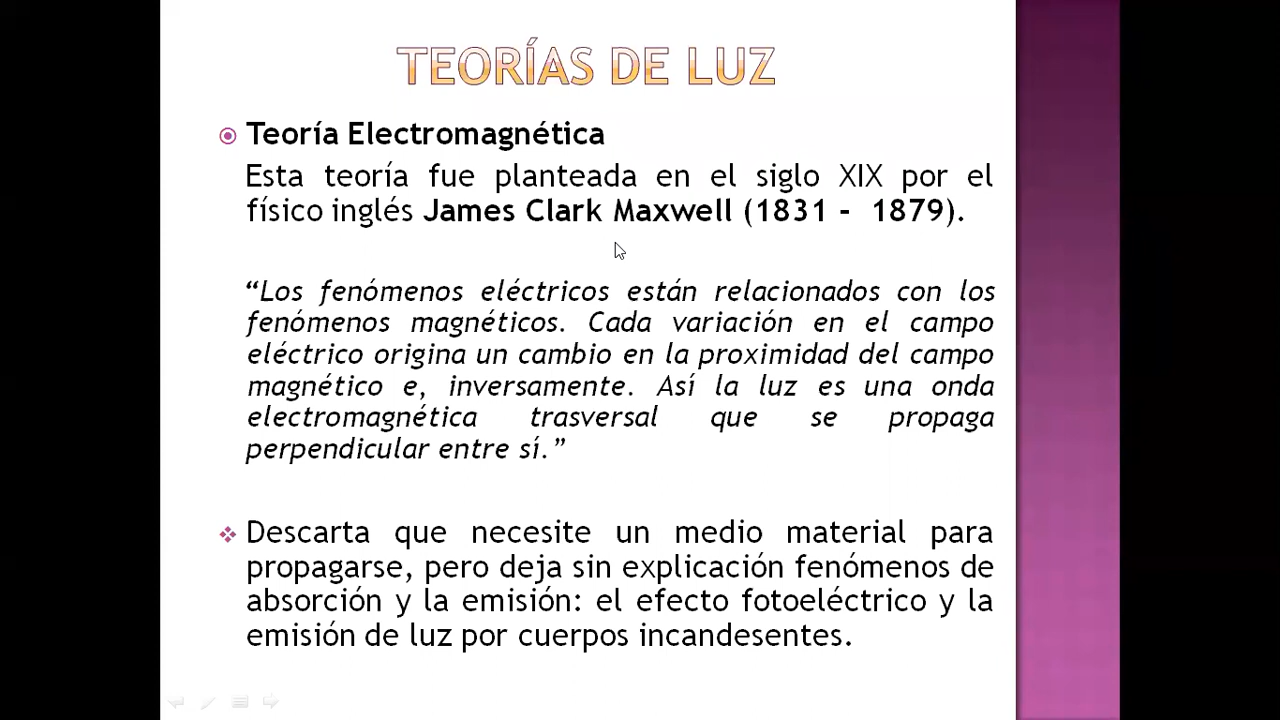 TEORÍAS DE LUZ
Teoría Electromagnética
Esta teoría fue planteada en el siglo XIX por el
físico inglés James Clark Maxwell (1831 - 1879).
“Los fenómenos eléctricos están relacionados con los
fenómenos magnéticos. Cada variación en el campo
eléctrico origina un cambio en la proximidad del campo
magnético e, inversamente. Así la luz es una onda
electromagnética trasversal que se propaga
perpendicular entre sí.”
Descarta que necesite un medio material para
propagarse, pero deja sin explicación fenómenos de
absorción y la emisión: el efecto fotoeléctrico y la
emisión de luz por cuerpos incandesentes.